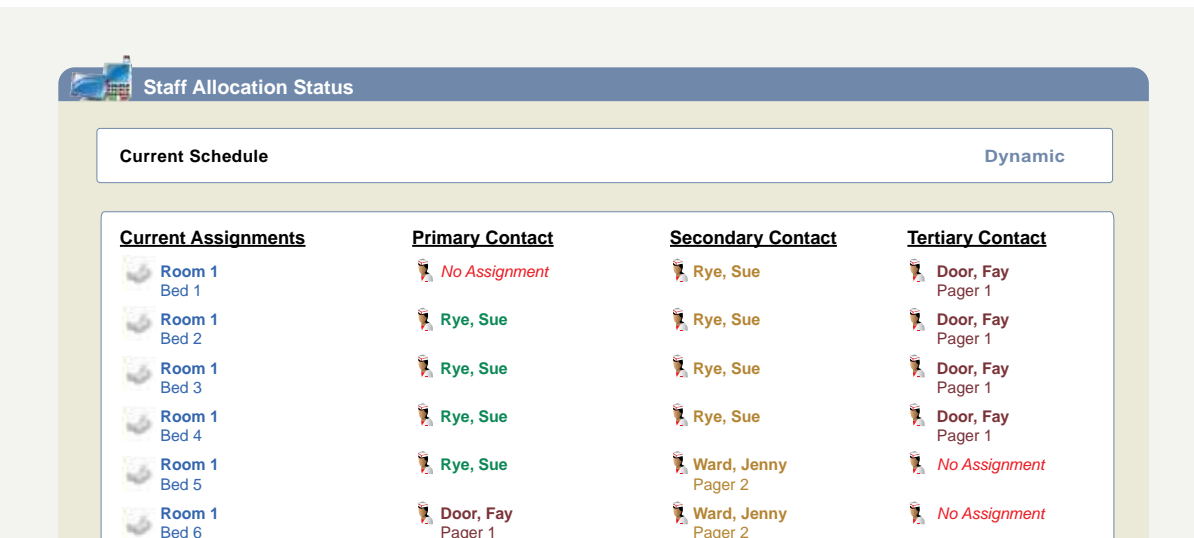 Staff Allocation Status
Current Schedule Dynamic
Current Assignments Primary Contact Secondary Contact Tertiary Contact
Room 1 No Assignment Rye, Sue Door, Fay
Bed 1 Pager 1
Room 1 Rye, Sue Rye, Sue Door, Fay
Bed 2 Pager 1
Room 1 Rye, Sue Rye, Sue Door, Fay
Bed 3 Pager 1
Room 1 Rye, Sue Rye, Sue Door, Fay
Bed 4 Pager 1
Room 1 Rye, Sue Ward, Jenny No Assignment
Bed 5 Pager 2
Room 1 Door, Fay Ward, Jenny No Assignment
Bed 6 Pager 1 Pager 2